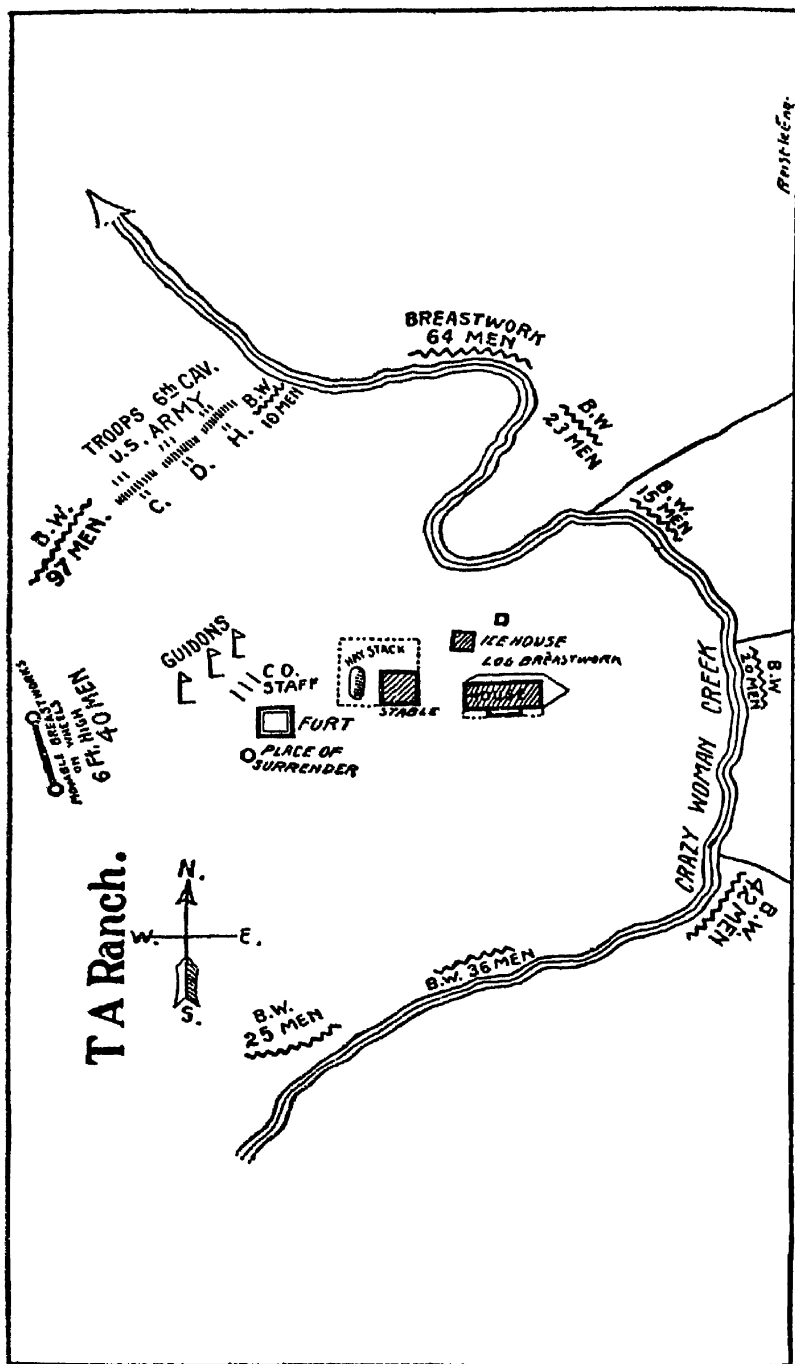 BREASTWORK
64 MEN
TROOPS 6th CAV.
U.S. ARMY
C. D. H.
B.W.
10 MEN
B.W
23 MEN
B.W.
15 MEN
B.W.
97 MEN.
GUIDONS
C.O.
STAFF
HAY STACK
STABLE
ICE HOUSE
LOG BREASTWORK
HOUSE
FURT
PLACE OF
SURRENDER
MOVABLE BREASTWORKS
ON WHEELS
6 Ft. HIGH
40 MEN
B.W
20 MEN
CRAZY WOMAN CREEK
B.W.
42 MEN
B.W. 36 MEN
B.W.
25 MEN
T A Ranch.
N.
W. E.
S.